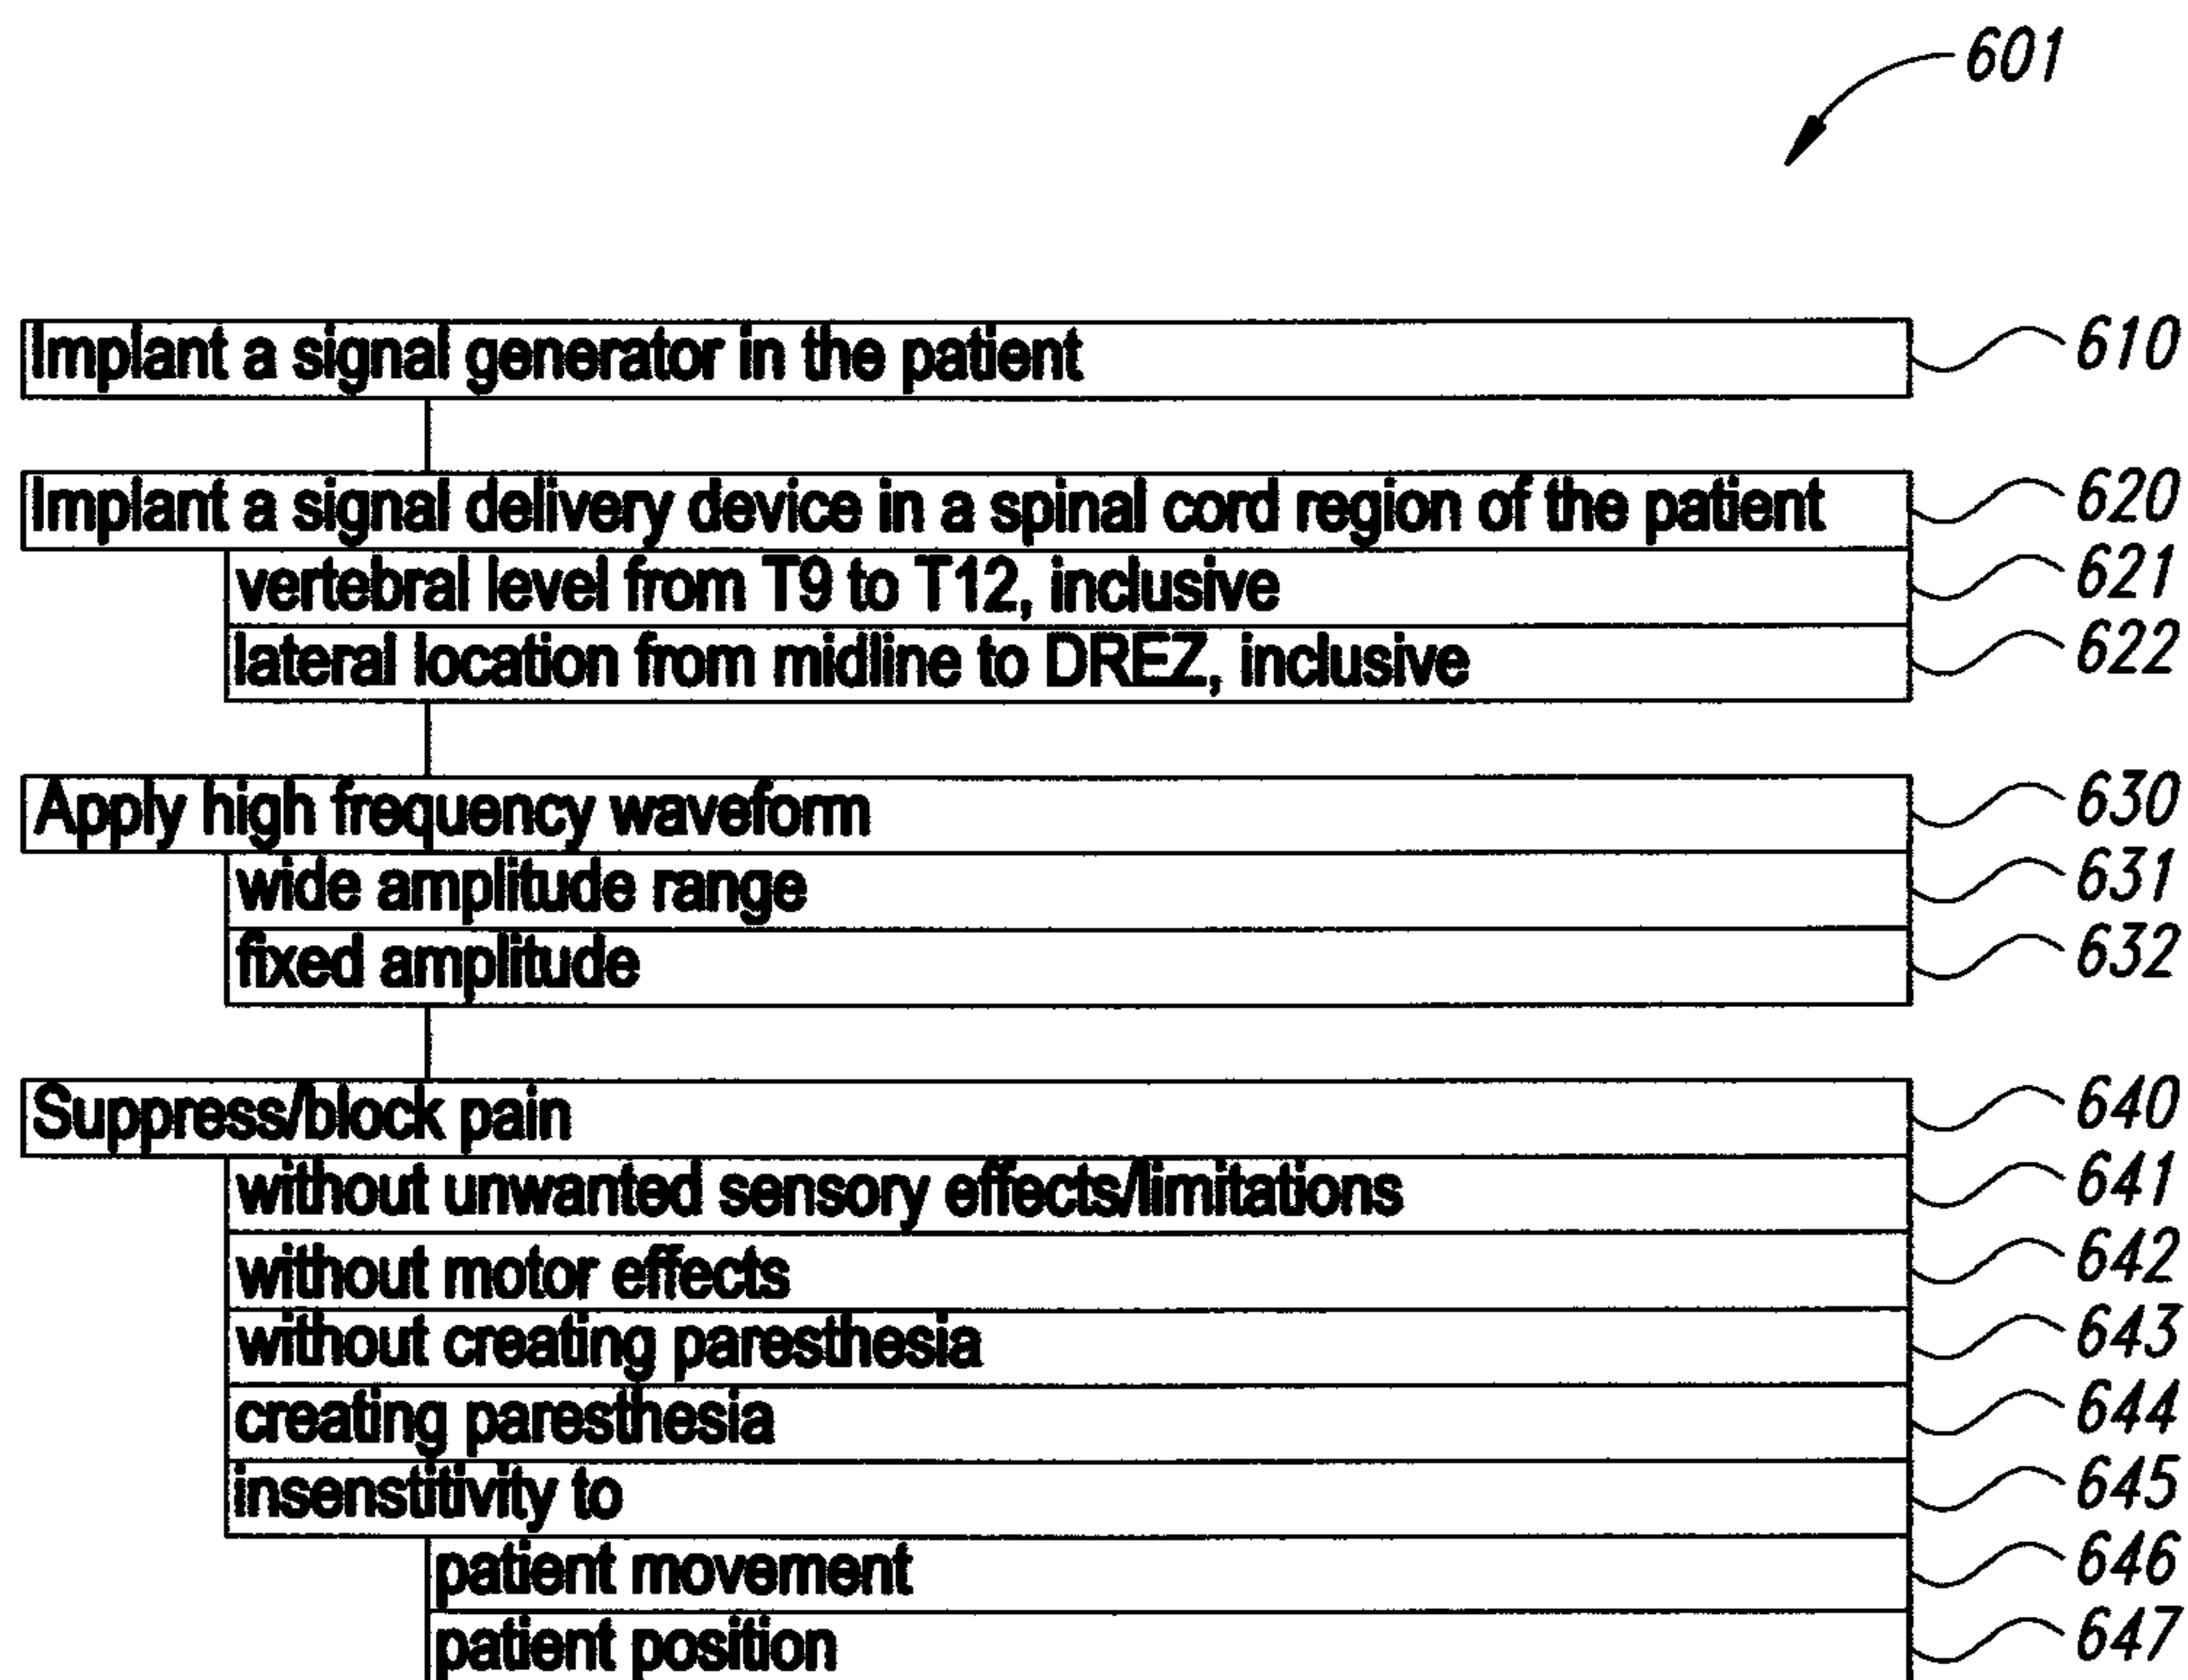 601
Implant a signal generator in the patient 610
Implant a signal delivery device in a spinal cord region of the patient 620
vertebral level from T9 to T12, inclusive 621
lateral location from midline to DREZ, inclusive 622
Apply high frequency waveform 630
wide amplitude range 631
fixed amplitude 632
Suppress/block pain 640
without unwanted sensory effects/limitations 641
without motor effects 642
without creating paresthesia 643
creating paresthesia 644
insenstitivity to 645
patient movement 646
patient position 647